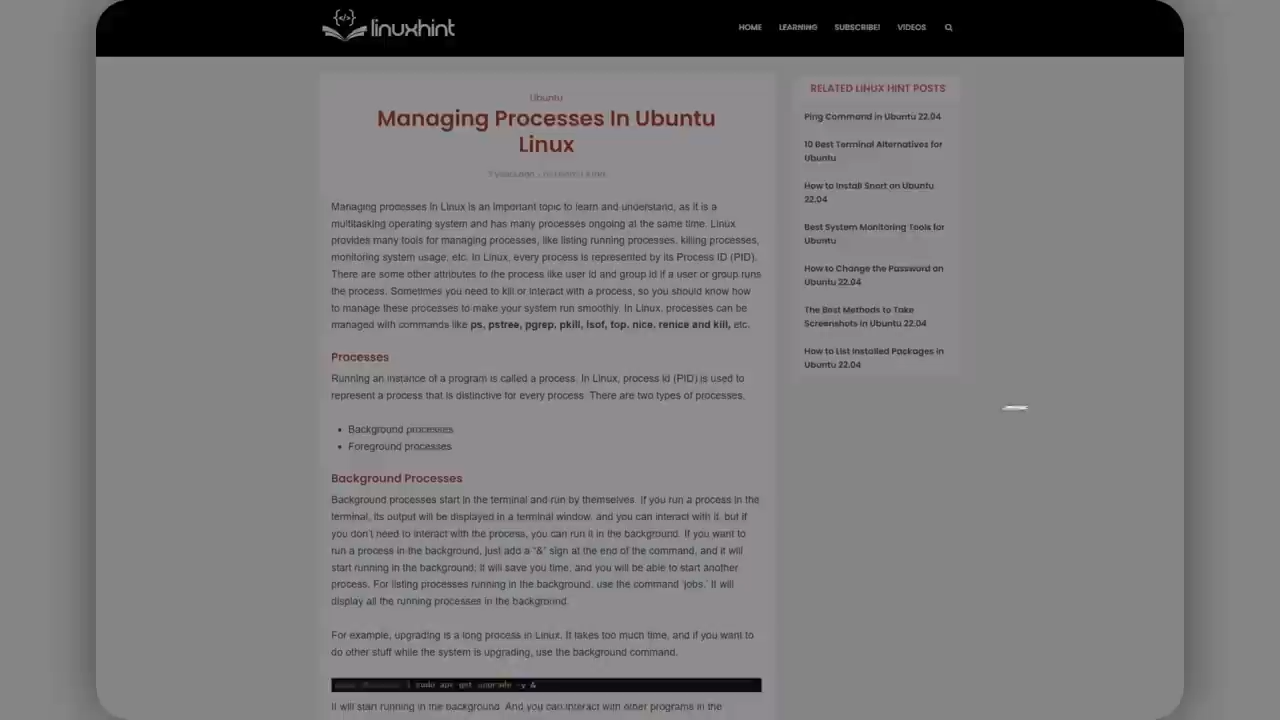 linuxhint
HOME LEARNING SUBSCRIBE! VIDEOS
Ubuntu
Managing Processes In Ubuntu
Linux
Managing processes in Linux is an important topic to learn and understand, as it is a
multitasking operating system and has many processes ongoing at the same time. Linux
provides many tools for managing processes, like listing running processes, killing processes,
monitoring system usage, etc. In Linux, every process is represented by its Process ID (PID).
There are some other attributes to the process like user id and group id if a user or group runs
the process. Sometimes you need to kill or interact with a process, so you should know how
to manage these processes to make your system run smoothly. In Linux, processes can be
managed with commands like ps, pstree, pgrep, pkill, lsof, top, nice, renice and kill, etc.
Processes
Running an instance of a program is called a process. In Linux, process id (PID) is used to
represent a process that is distinctive for every process. There are two types of processes,
• Background processes
• Foreground processes
Background Processes
Background processes start in the terminal and run by themselves. If you run a process in the
terminal, its output will be displayed in a terminal window, and you can interact with it, but if
you don't need to interact with the process, you can run it in the background. If you want to
run a process in the background, just add a "&" sign at the end of the command, and it will
start running in the background; it will save you time, and you will be able to start another
process. For listing processes running in the background, use the command 'jobs.' It will
display all the running processes in the background.
For example, upgrading is a long process in Linux. It takes too much time, and if you want to
do other stuff while the system is upgrading, use the background command.
sudo apt-get upgrade -y &
It will start running in the background. And you can interact with other programs in the
RELATED LINUX HINT POSTS
Ping Command in Ubuntu 22.04
10 Best Terminal Alternatives for
Ubuntu
How to Install Snort on Ubuntu
22.04
Best System Monitoring Tools for
Ubuntu
How to Change the Password on
Ubuntu 22.04
The Best Methods to Take
Screenshots in Ubuntu 22.04
How to List Installed Packages in
Ubuntu 22.04